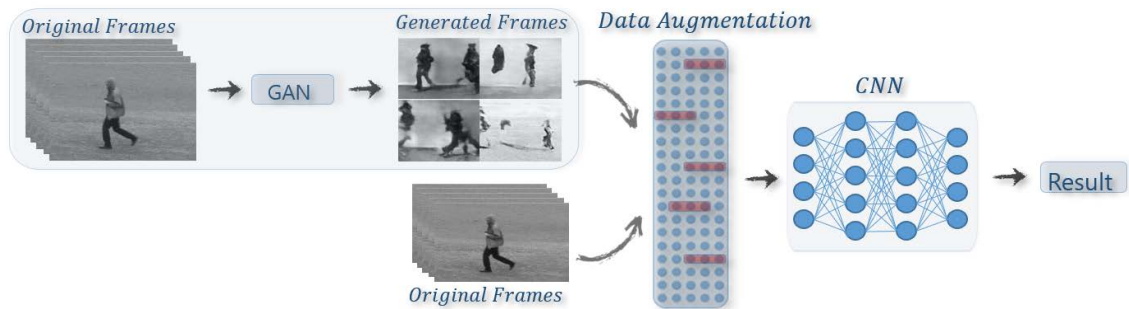 Original Frames
Generated Frames
Data Augmentation
GAN
CNN
Result
Original Frames